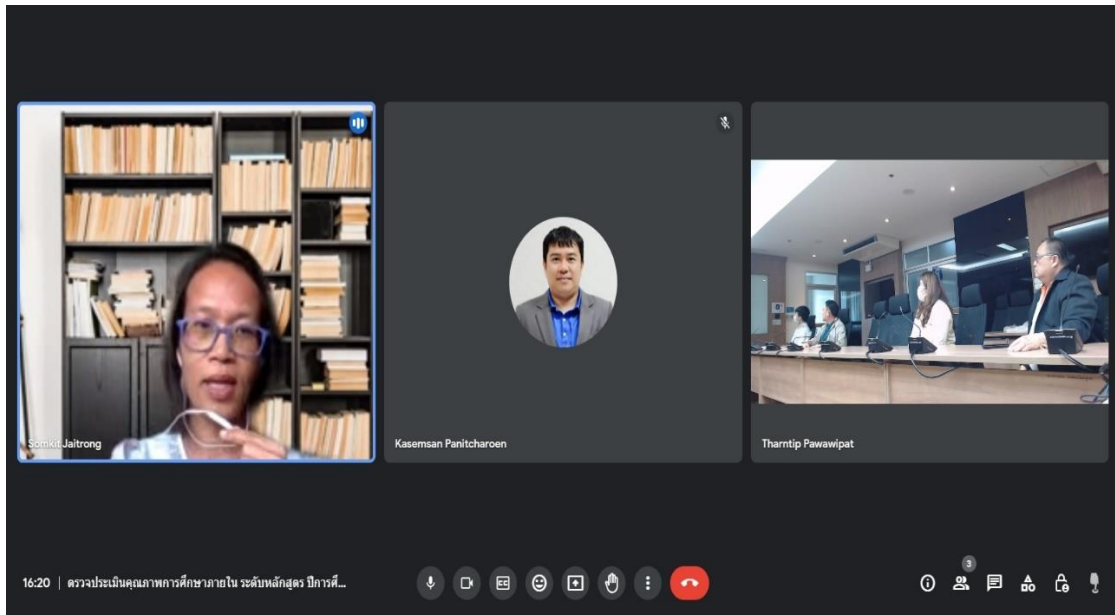 Somkit Jaitrong
Kasemsan Panitcharoen
Tharntip Pawawipat
16:20 | ตรวจประเมินคุณภาพการศึกษาภายใน ระดับหลักสูตร ปีการศึ...
CC
3